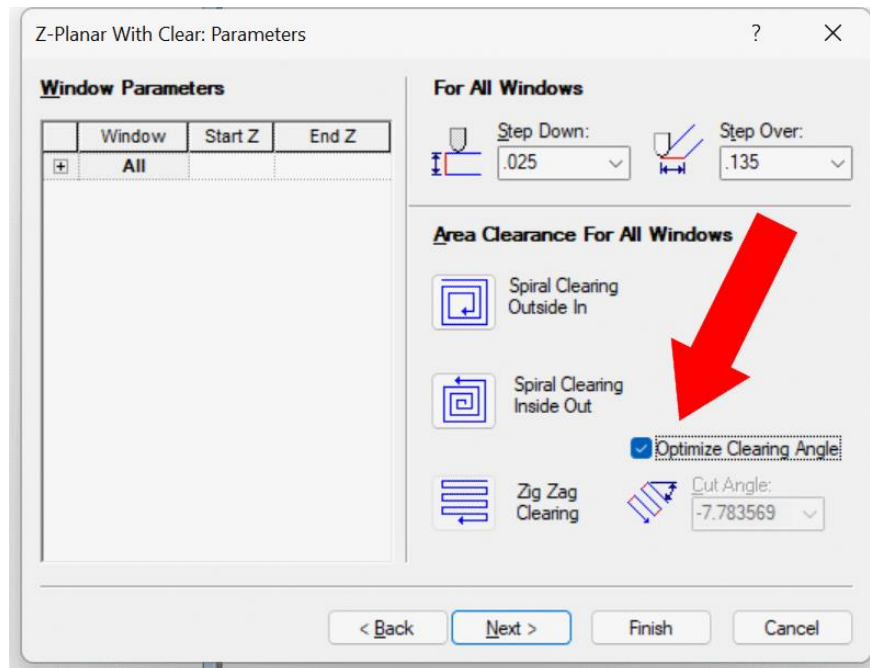 Z-Planar With Clear: Parameters
? X
Window Parameters
Window Start Z End Z
+ All
For All Windows
Step Down:
.025
Step Over:
.135
Area Clearance For All Windows
Spiral Clearing
Outside In
Spiral Clearing
Inside Out
Optimize Clearing Angle
Zig Zag
Clearing
Cut Angle:
-7.783569
< Back
Next >
Finish
Cancel